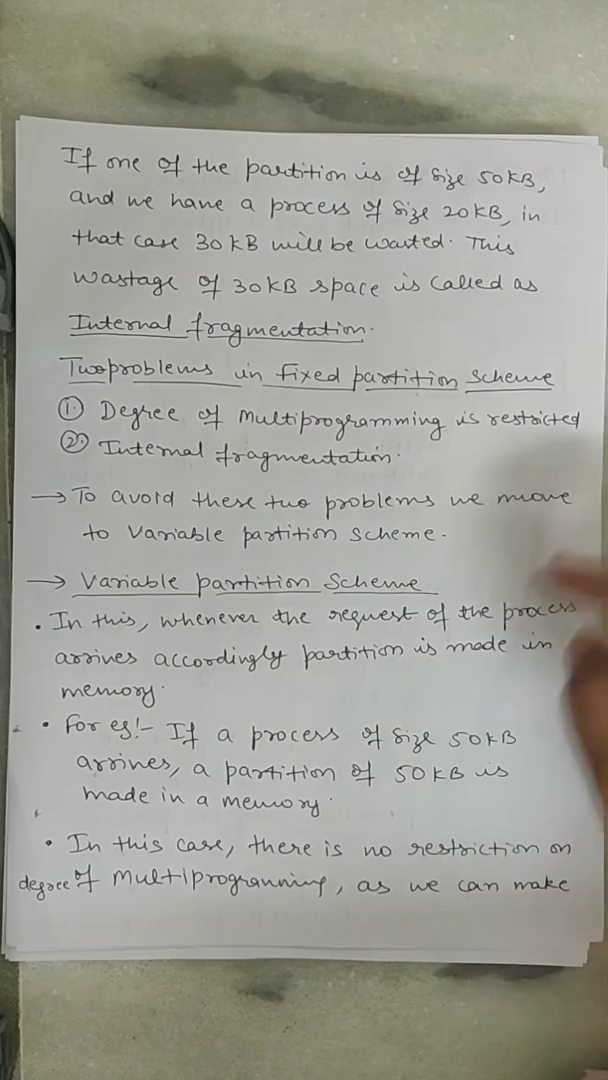 If one of the partition is of size 50KB,
and we have a process of size 20KB, in
that case 30KB will be wasted. This
wastage of 30KB space is called as
Internal fragmentation.
Two problems in fixed partition scheme
① Degree of Multiprogramming is restricted
② Internal fragmentation.
→ To avoid these two problems we move
to Variable partition scheme.
→ Variable partition scheme
• In this, whenever the request of the process
arrives accordingly partition is made in
memory.
• For eg:- If a process of size 50KB
arrines, a partition of 50KB is
made in a memory.
• In this case, there is no restriction on
degree of Multiprogranning, as we can make